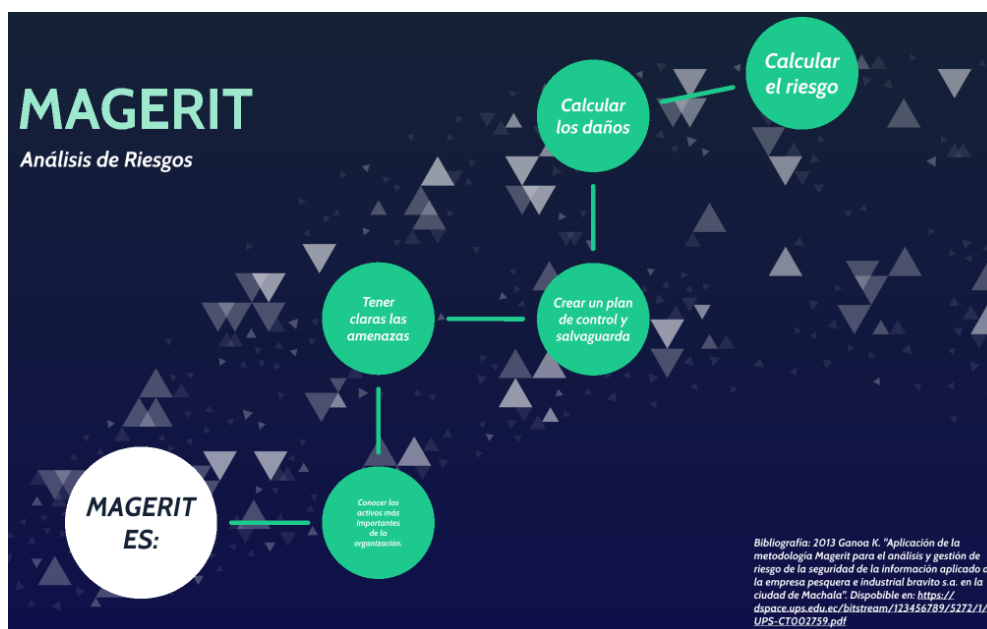 MAGERIT
Análisis de Riesgos
MAGERIT
ES:
Conocer los
activos más
importantes
de la
organización.
Tener
claras las
amenazas
Crear un plan
de control y
salvaguarda
Calcular
los daños
Calcular
el riesgo
Bibliografía: 2013 Ganoa K. "Aplicación de la
metodología Magerit para el análisis y gestión de
riesgo de la seguridad de la información aplicado a
la empresa pesquera e industrial bravito s.a. en la
ciudad de Machala". Dispobible en: https://
dspace.ups.edu.ec/bitstream/123456789/5272/1/
UPS-CT002759.pdf